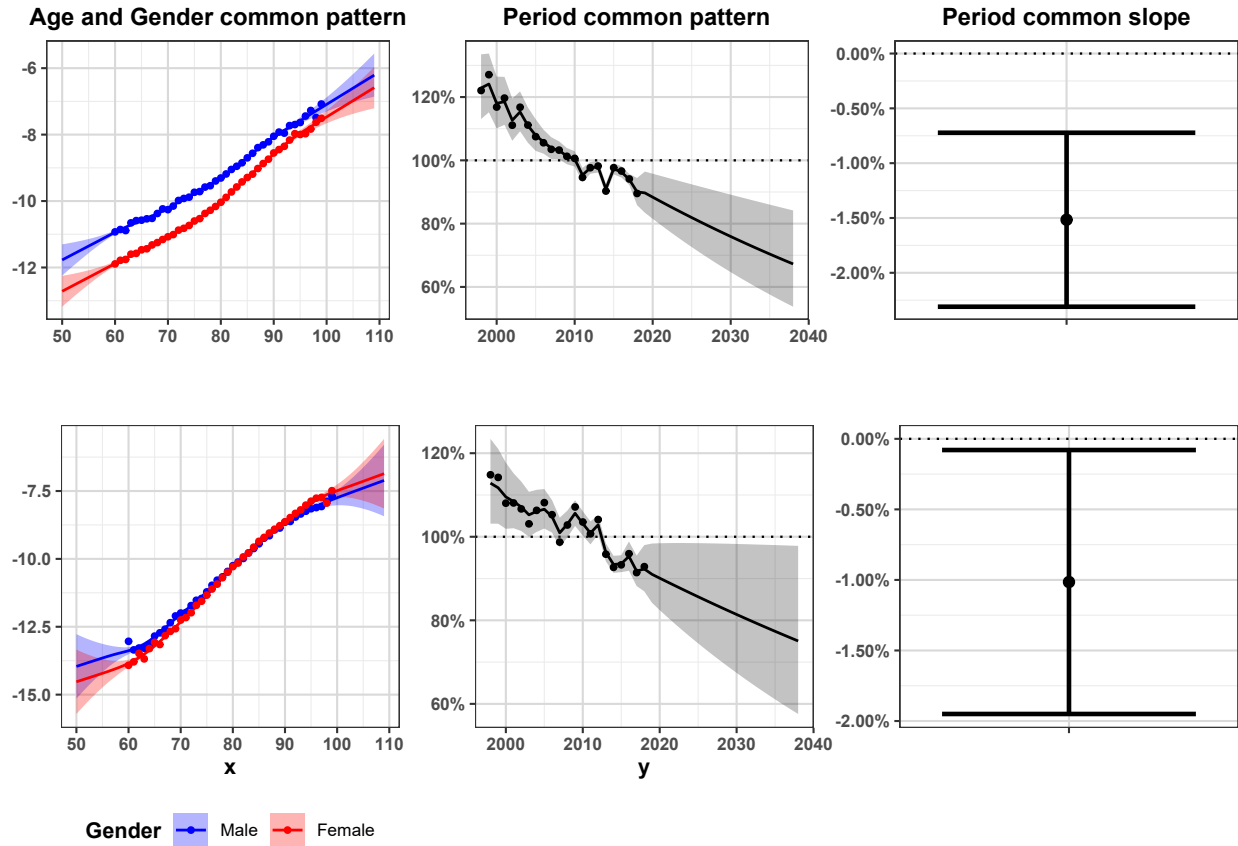 Age and Gender common pattern
Period common pattern
Period common slope
-6
-8
-10
-12
50 60 70 80 90 100 110
120%
100%
80%
60%
2000 2010 2020 2030 2040
0.00%
-0.50%
-1.00%
-1.50%
-2.00%
-7.5
-10.0
-12.5
-15.0
50 60 70 80 90 100 110
x
120%
100%
80%
60%
2000 2010 2020 2030 2040
y
0.00%
-0.50%
-1.00%
-1.50%
-2.00%
Gender Male Female